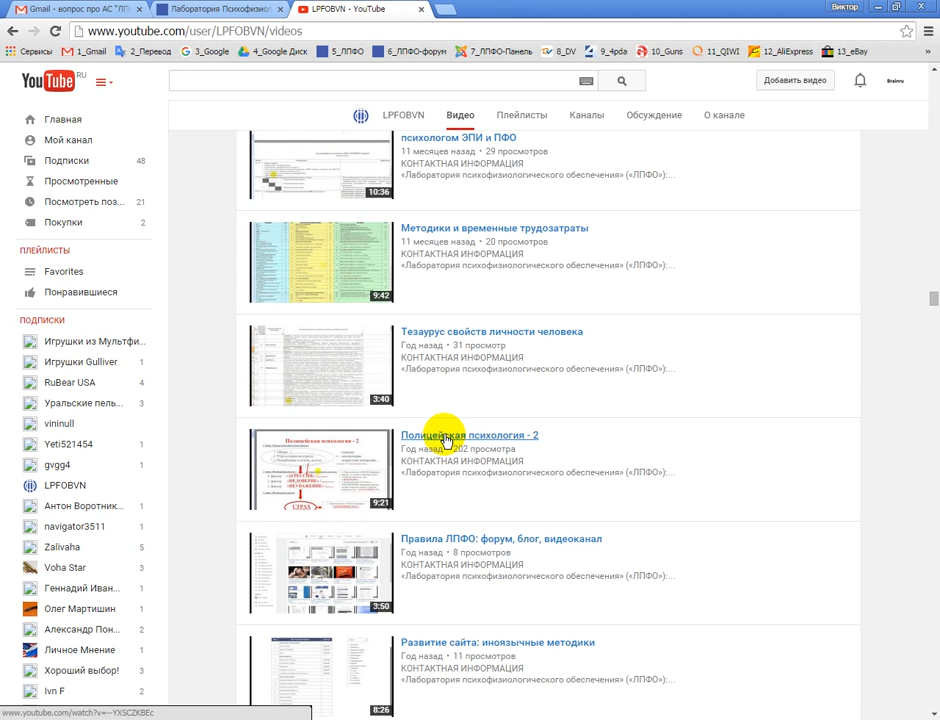 Gmail - вопрос про АС "ЛП
Лаборатория Психофизиол
LPFOBVN - YouTube
Виктор
www.youtube.com/user/LPFOBVN/videos
Сервисы
1_Gmail
2_Перевод
3_Google
4_Google Диск
5_ЛПФО
6_ЛПФО-форум
7_ЛПФО-Панель
8_DV
9_4pda
10_Guns
11_QIWI
12_AliExpress
13_eBay
»
YouTube RU
Добавить видео
Brainru
LPFOBVN
Видео
Плейлисты
Каналы
Обсуждение
О канале
Главная
Мой канал
Подписки 48
Просмотренные
Посмотреть поз... 21
Покупки 2
ПЛЕЙЛИСТЫ
Favorites
Понравившиеся
ПОДПИСКИ
Игрушки из Мультфи...
Игрушки Gulliver 1
RuBear USA 4
Уральские пель... 3
vininull
Yeti521454 4
gvgg4 1
LPFOBVN
Антон Воротник... 1
navigator3511 1
Zalivaha 5
Voha Star 3
Геннадий Иван... 1
Олег Мартишин 1
Александр Пон... 1
Личное Мнение 1
Хороший выбор! 3
Ivn F 2
психологом ЭПИ и ПФО
11 месяцев назад • 29 просмотров
КОНТАКТНАЯ ИНФОРМАЦИЯ
«Лаборатория психофизиологического обеспечения» («ЛПФО»):...
10:36
Методики и временные трудозатраты
11 месяцев назад • 20 просмотров
КОНТАКТНАЯ ИНФОРМАЦИЯ
«Лаборатория психофизиологического обеспечения» («ЛПФО»):...
9:42
Тезаурус свойств личности человека
Год назад • 31 просмотр
КОНТАКТНАЯ ИНФОРМАЦИЯ
«Лаборатория психофизиологического обеспечения» («ЛПФО»):...
3:40
Полицейская психология - 2
Год назад 202 просмотра
КОНТАКТНАЯ ИНФОРМАЦИЯ
«Лаборатория психофизиологического обеспечения» («ЛПФО»):...
Полицейская психология - 2
СТРАХ
9:21
Правила ЛПФО: форум, блог, видеоканал
Год назад • 8 просмотров
КОНТАКТНАЯ ИНФОРМАЦИЯ
«Лаборатория психофизиологического обеспечения» («ЛПФО»):...
3:50
Развитие сайта: иноязычные методики
Год назад • 11 просмотров
КОНТАКТНАЯ ИНФОРМАЦИЯ
«Лаборатория психофизиологического обеспечения» («ЛПФО»):...
8:26
www.youtube.com/watch?v=--YXSCZKBEc